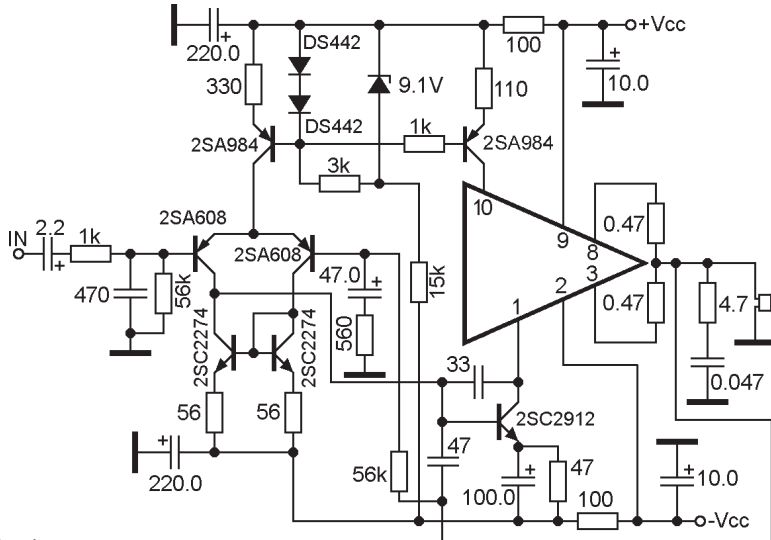 +Vcc
DS442
100
220.0
330
9.1V
110
10.0
DS442
1k
2SA984
2SA984
3k
10
2SA608
0.47
IN
2.2
1k
9
8
2SA608
3
470
56k
47.0
15k
2
0.47
4.7
1
560
2SC2274
2SC2274
33
0.047
56
56
2SC2912
47
47
220.0
56k
100.0
100
10.0
-Vcc